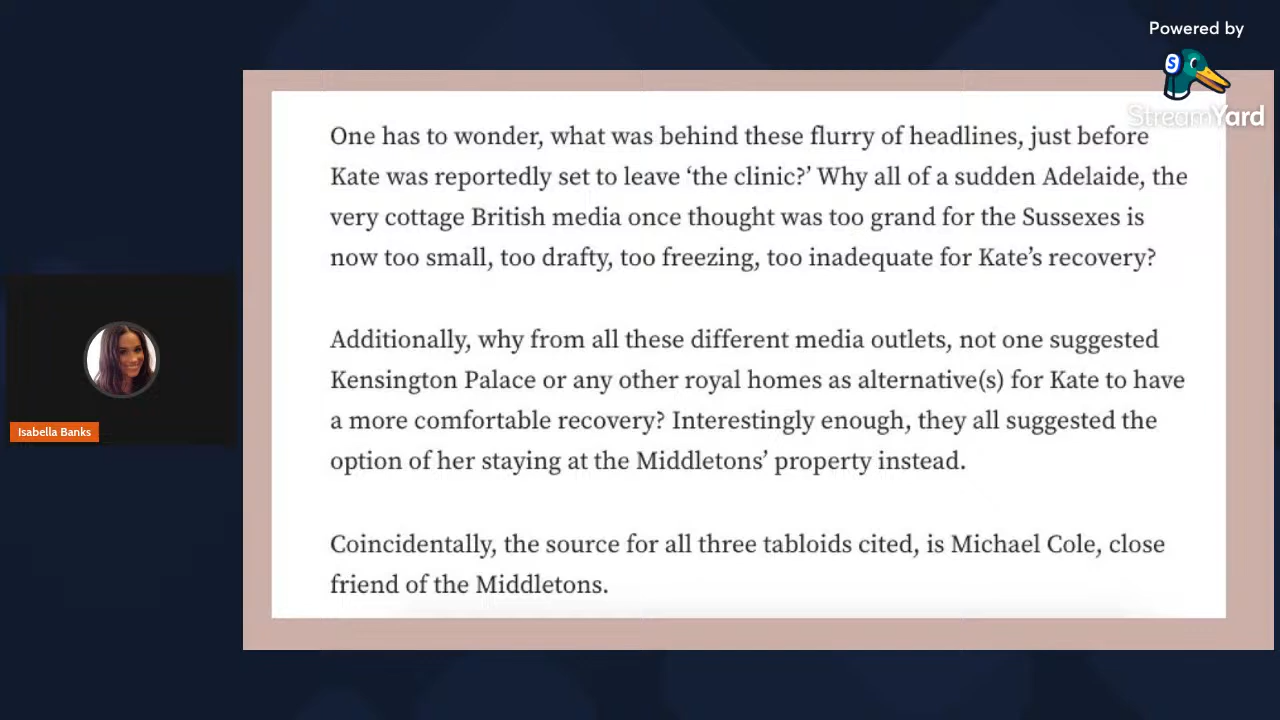 Powered by
S
StreamYard
One has to wonder, what was behind these flurry of headlines, just before
Kate was reportedly set to leave ‘the clinic?’ Why all of a sudden Adelaide, the
very cottage British media once thought was too grand for the Sussexes is
now too small, too drafty, too freezing, too inadequate for Kate’s recovery?
Additionally, why from all these different media outlets, not one suggested
Kensington Palace or any other royal homes as alternative(s) for Kate to have
a more comfortable recovery? Interestingly enough, they all suggested the
option of her staying at the Middletons’ property instead.
Coincidentally, the source for all three tabloids cited, is Michael Cole, close
friend of the Middletons.
Isabella Banks